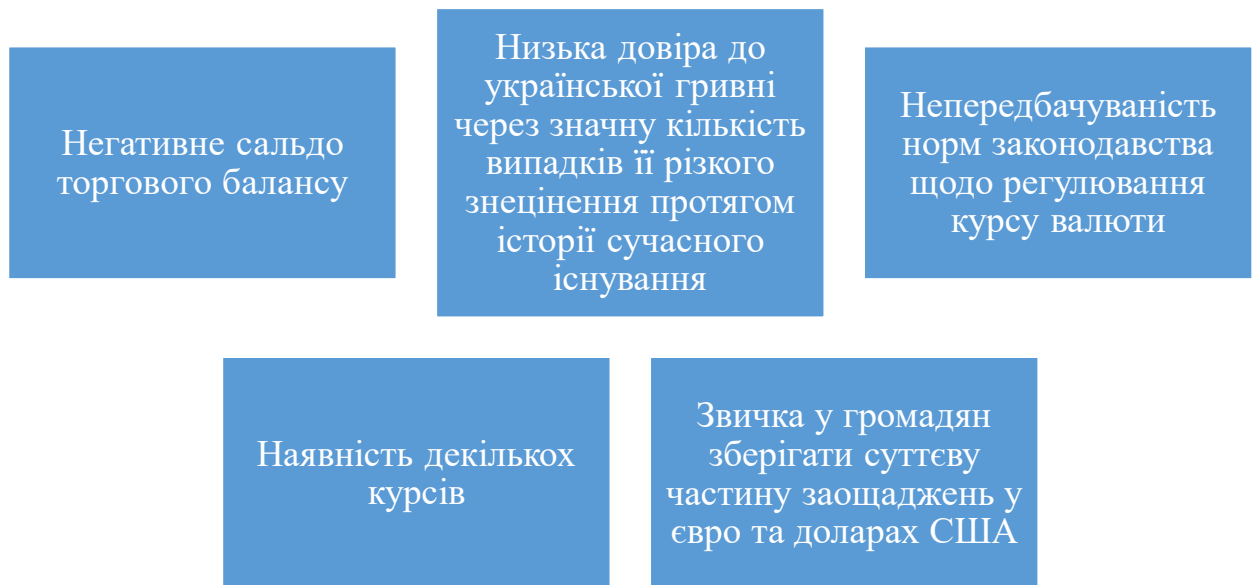 Негативне сальдо
торгового балансу
Низька довіра до
української гривні
через значну кількість
випадків її різкого
знецінення протягом
історії сучасного
існування
Непередбачуваність
норм законодавства
щодо регулювання
курсу валюти
Наявність декількох
курсів
Звичка у громадян
зберігати суттєву
частину заощаджень у
євро та доларах США